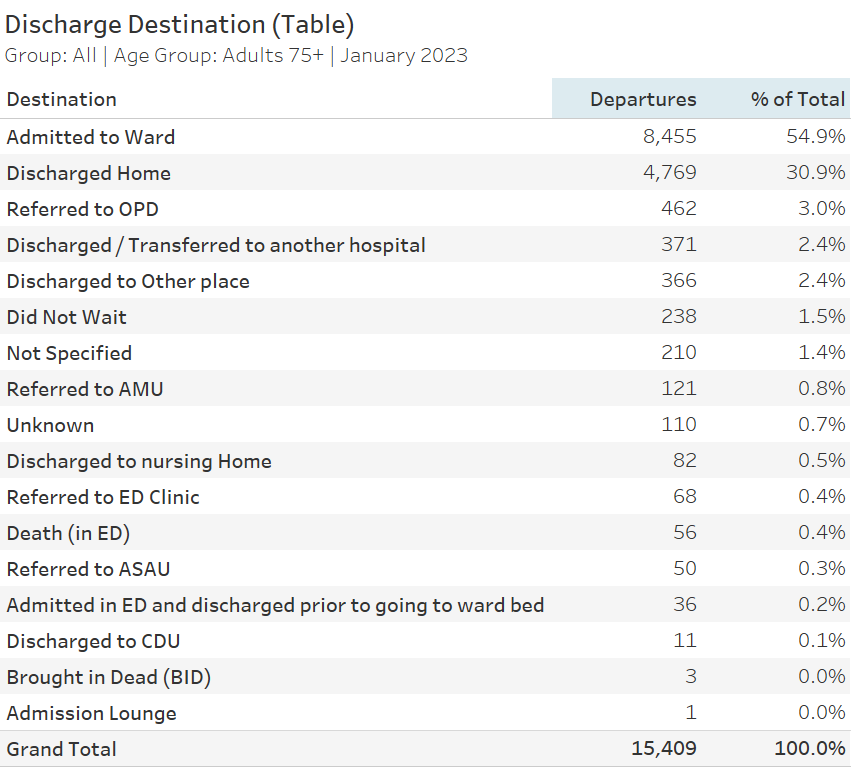 Discharge Destination (Table)
Group: All | Age Group: Adults 75+ | January 2023
Destination Departures % of Total
Admitted to Ward 8,455 54.9%
Discharged Home 4,769 30.9%
Referred to OPD 462 3.0%
Discharged / Transferred to another hospital 371 2.4%
Discharged to Other place 366 2.4%
Did Not Wait 238 1.5%
Not Specified 210 1.4%
Referred to AMU 121 0.8%
Unknown 110 0.7%
Discharged to nursing Home 82 0.5%
Referred to ED Clinic 68 0.4%
Death (in ED) 56 0.4%
Referred to ASAU 50 0.3%
Admitted in ED and discharged prior to going to ward bed 36 0.2%
Discharged to CDU 11 0.1%
Brought in Dead (BID) 3 0.0%
Admission Lounge 1 0.0%
Grand Total 15,409 100.0%